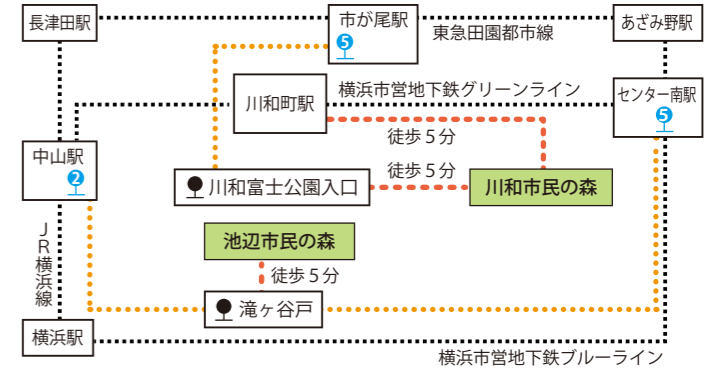 長津田駅
市が尾駅
5
東急田園都市線
あざみ野駅
横浜市営地下鉄グリーンライン
川和町駅
センター南駅
5
徒歩5分
中山駅
2
川和富士公園入口
徒歩5分
川和市民の森
池辺市民の森
徒歩5分
JR横浜線
滝ヶ谷戸
横浜駅
横浜市営地下鉄ブルーライン